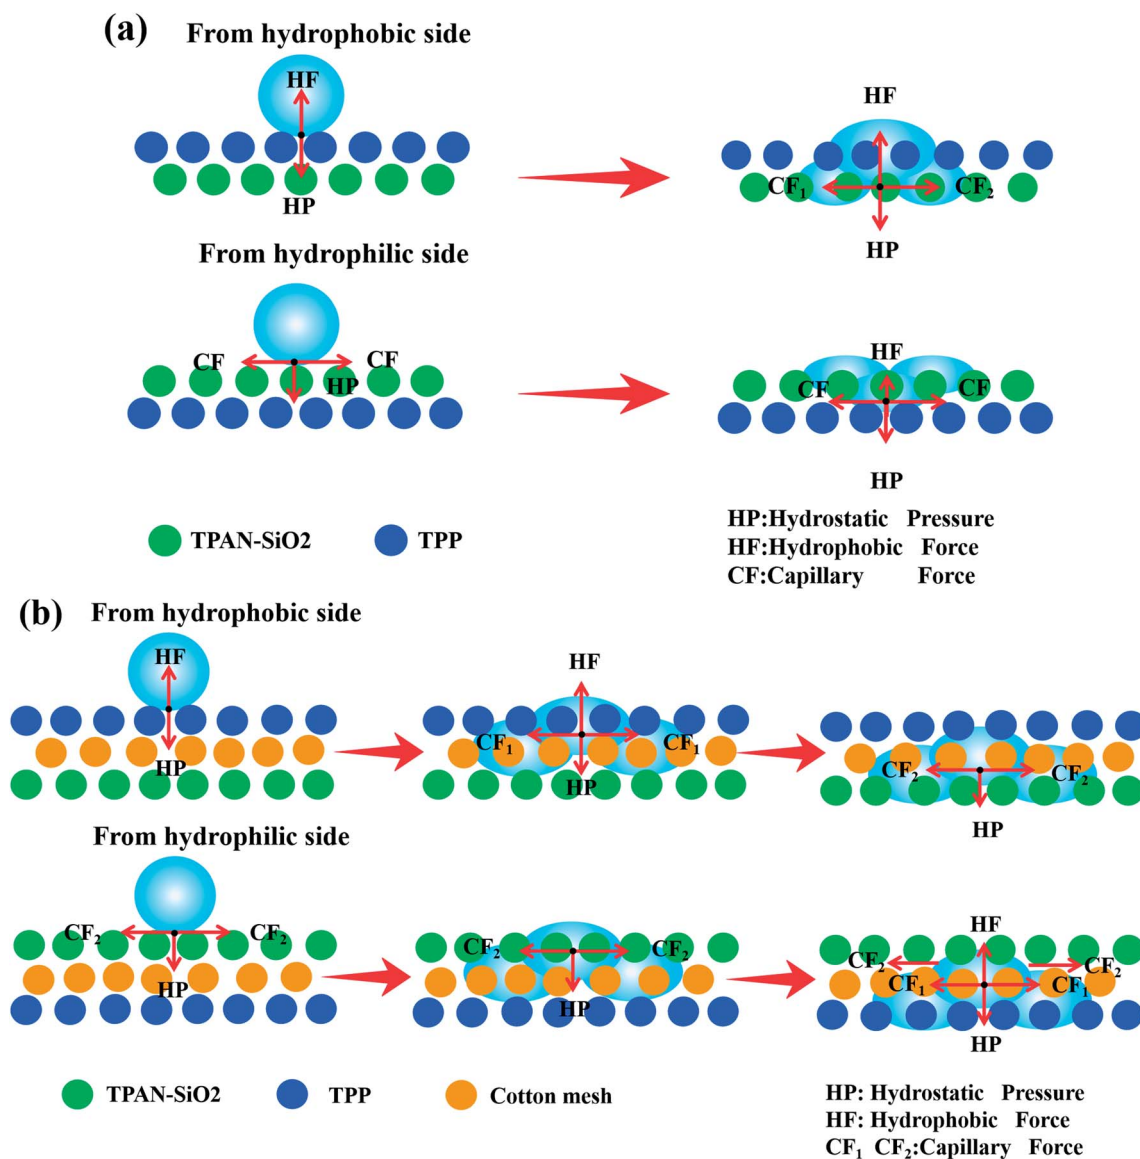 (a)
From hydrophobic side
HF
HP
HF
CF₁
CF₂
HP
From hydrophilic side
CF
CF
HP
HF
CF
CF
HP
TPAN-SiO2
TPP
HP:Hydrostatic Pressure
HF:Hydrophobic Force
CF:Capillary Force
(b)
From hydrophobic side
HF
HP
HF
CF₁
CF₁
HP
CF₂
CF₂
HP
From hydrophilic side
CF₂
CF₂
HP
CF₂
CF₂
HP
HF
CF₂
CF₂
CF₁
CF₁
HP
TPAN-SiO2
TPP
Cotton mesh
HP: Hydrostatic Pressure
HF: Hydrophobic Force
CF₁ CF₂:Capillary Force